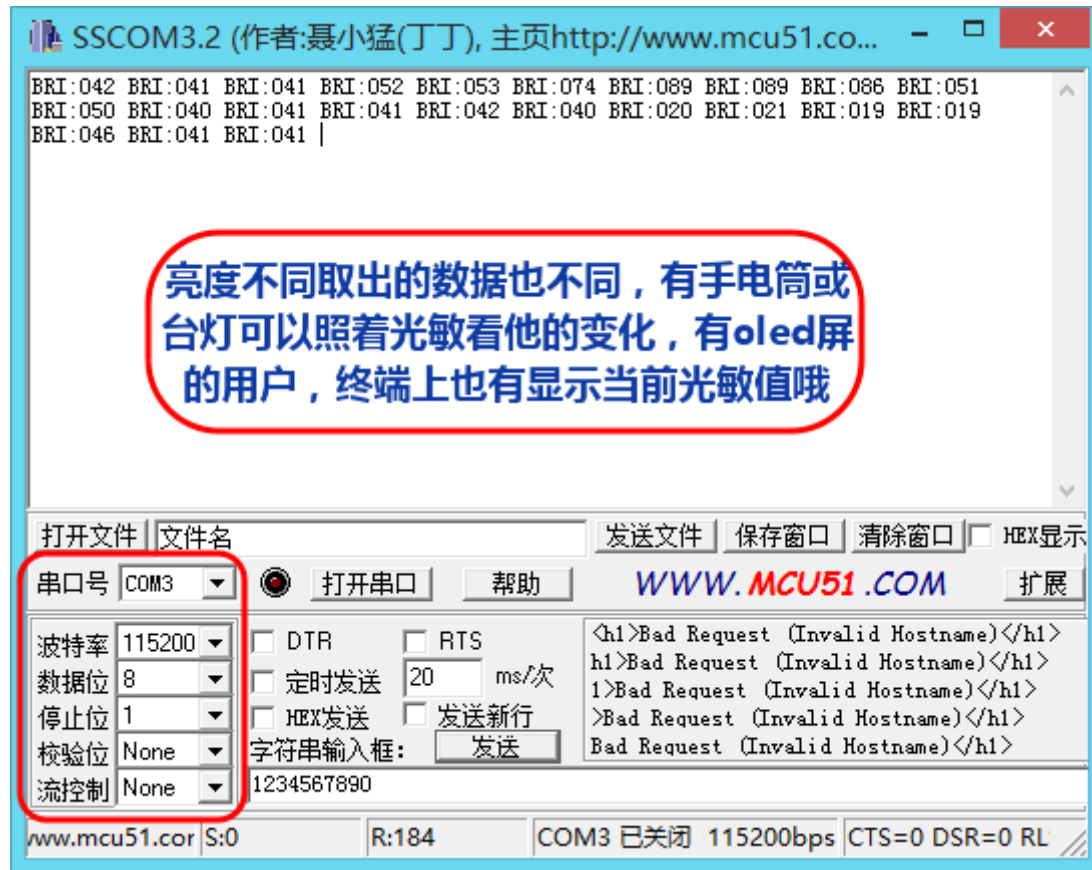 SSCOM3.2 (作者:聂小猛(丁丁), 主页http://www.mcu51.co...
BRI:042 BRI:041 BRI:041 BRI:052 BRI:053 BRI:074 BRI:089 BRI:089 BRI:086 BRI:051
BRI:050 BRI:040 BRI:041 BRI:041 BRI:042 BRI:040 BRI:020 BRI:021 BRI:019 BRI:019
BRI:046 BRI:041 BRI:041
亮度不同取出的数据也不同，有手电筒或
台灯可以照着光敏看他的变化，有oled屏
的用户，终端上也有显示当前光敏值哦
打开文件 文件名 发送文件 保存窗口 清除窗口 HEX显示
串口号 COM3 打开串口 帮助 WWW.MCU51.COM 扩展
波特率 115200 DTR RTS
数据位 8 定时发送 20 ms/次
停止位 1 HEX发送 发送新行
校验位 None 字符串输入框: 发送
流控制 None 1234567890
<h1>Bad Request (Invalid Hostname)</h1>
h1>Bad Request (Invalid Hostname)</h1>
1>Bad Request (Invalid Hostname)</h1>
>Bad Request (Invalid Hostname)</h1>
Bad Request (Invalid Hostname)</h1>
www.mcu51.cor S:0 R:184 COM3 已关闭 115200bps CTS=0 DSR=0 RL